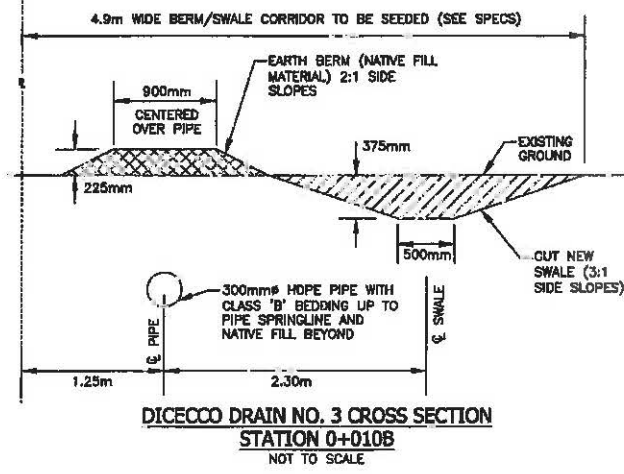 4.9m WIDE BERM/SWALE CORRIDOR TO BE SEEDED (SEE SPECS)
EARTH BERM (NATIVE FILL
MATERIAL) 2:1 SIDE
SLOPES
900mm
CENTERED
OVER PIPE
375mm
EXISTING
GROUND
225mm
500mm
CUT NEW
SWALE (3:1
SIDE SLOPES)
300mmø HDPE PIPE WITH
CLASS 'B' BEDDING UP TO
PIPE SPRINGLINE AND
NATIVE FILL BEYOND
℄ PIPE
℄ SWALE
1.25m
2.30m
DICECCO DRAIN NO. 3 CROSS SECTION
STATION 0+010B
NOT TO SCALE